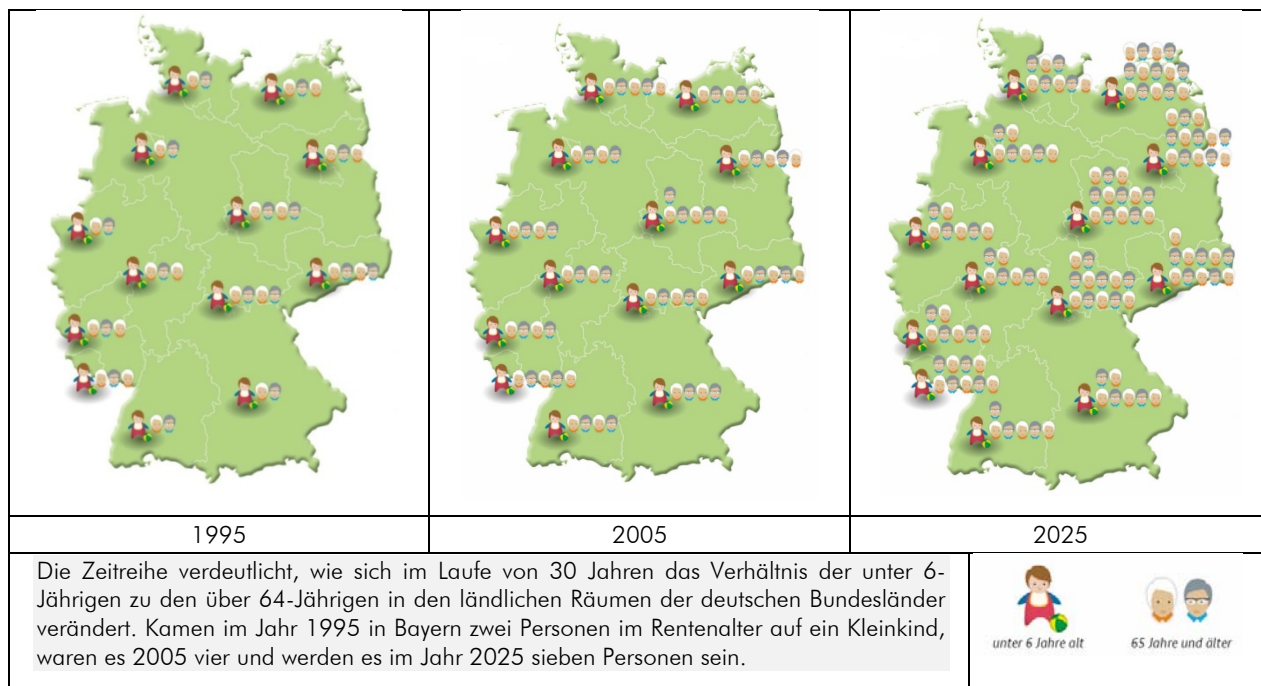 1995
2005
2025
Die Zeitreihe verdeutlicht, wie sich im Laufe von 30 Jahren das Verhältnis der unter 6-
Jährigen zu den über 64-Jährigen in den ländlichen Räumen der deutschen Bundesländer
verändert. Kamen im Jahr 1995 in Bayern zwei Personen im Rentenalter auf ein Kleinkind,
waren es 2005 vier und werden es im Jahr 2025 sieben Personen sein.
unter 6 Jahre alt
65 Jahre und älter